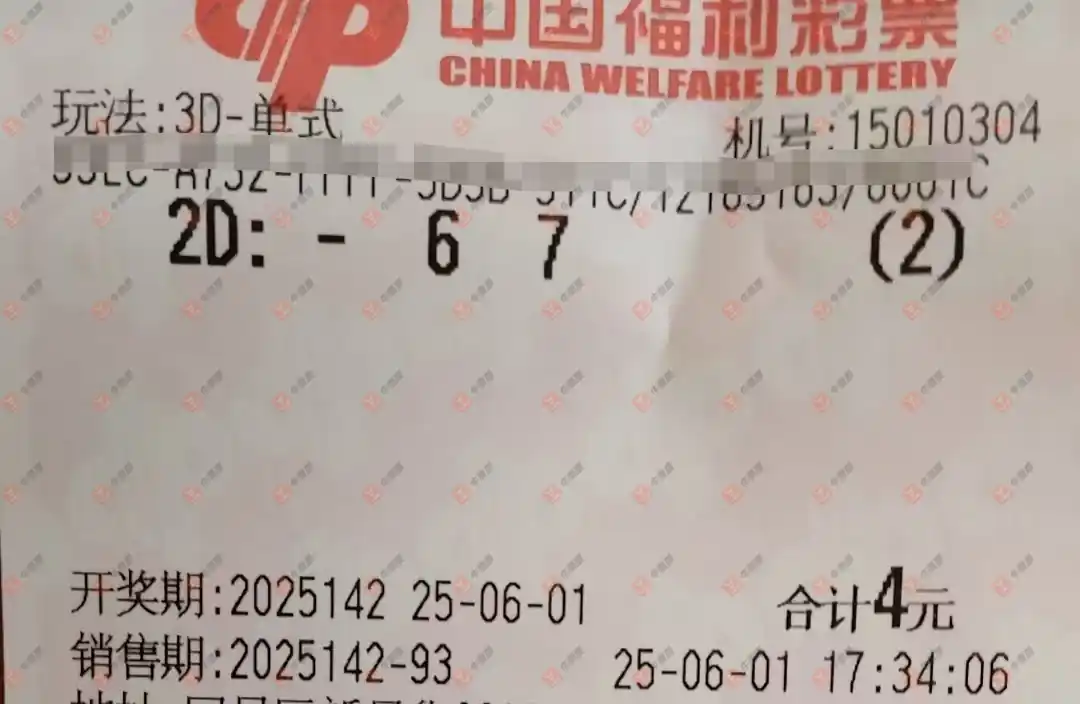 中国福利彩票
CHINA WELFARE LOTTERY
玩法:3D-单式
机号:15010304
2D: - 6 7 (2)
开奖期:2025142 25-06-01 合计4元
销售期:2025142-93 25-06-01 17:34:06